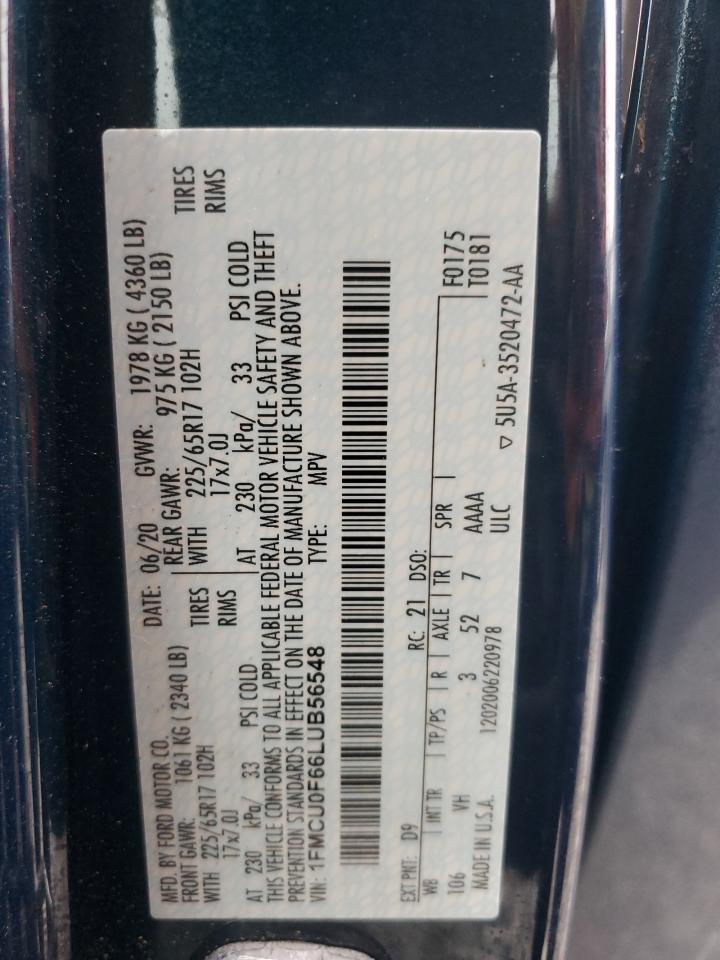 MFD. BY FORD MOTOR CO.
DATE: 06/20 GVWR: 1978 KG ( 4360 LB)
FRONT GAWR: 1061 KG ( 2340 LB) REAR GAWR: 975 KG ( 2150 LB)
WITH 225/65R17 102H TIRES WITH 225/65R17 102H TIRES
17x7.0J RIMS 17x7.0J RIMS
AT 230 kPa/ 33 PSI COLD AT 230 kPa/ 33 PSI COLD
THIS VEHICLE CONFORMS TO ALL APPLICABLE FEDERAL MOTOR VEHICLE SAFETY AND THEFT
PREVENTION STANDARDS IN EFFECT ON THE DATE OF MANUFACTURE SHOWN ABOVE.
VIN: 1FMCU0F66LUB56548 TYPE: MPV
EXT PNT: D9 RC: 21 DSO:
WB INT TR TP/PS R AXLE TR SPR F0175
106 VH 3 52 7 AAAA T0181
MADE IN U.S.A. 1202006220978 ULC
▽ 5U5A-3520472-AA